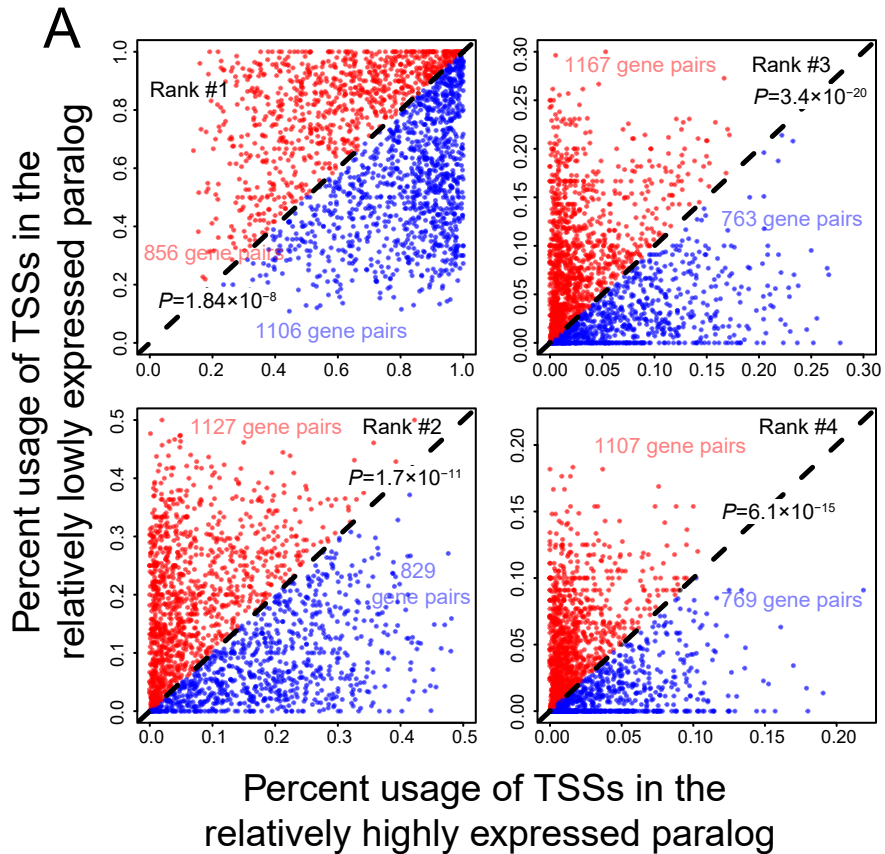 A
Percent usage of TSSs in the
relatively lowly expressed paralog
Rank #1
856 gene pairs
P=1.84×10⁻⁸
1106 gene pairs
0.0 0.2 0.4 0.6 0.8 1.0
0.0 0.2 0.4 0.6 0.8 1.0
1167 gene pairs
Rank #3
P=3.4×10⁻²⁰
763 gene pairs
0.00 0.05 0.10 0.15 0.20 0.25 0.30
0.00 0.05 0.10 0.15 0.20 0.25 0.30
1127 gene pairs
Rank #2
P=1.7×10⁻¹¹
829
gene pairs
0.0 0.1 0.2 0.3 0.4 0.5
0.0 0.1 0.2 0.3 0.4 0.5
Rank #4
1107 gene pairs
P=6.1×10⁻¹⁵
769 gene pairs
0.00 0.05 0.10 0.15 0.20
0.00 0.05 0.10 0.15 0.20
Percent usage of TSSs in the
relatively highly expressed paralog